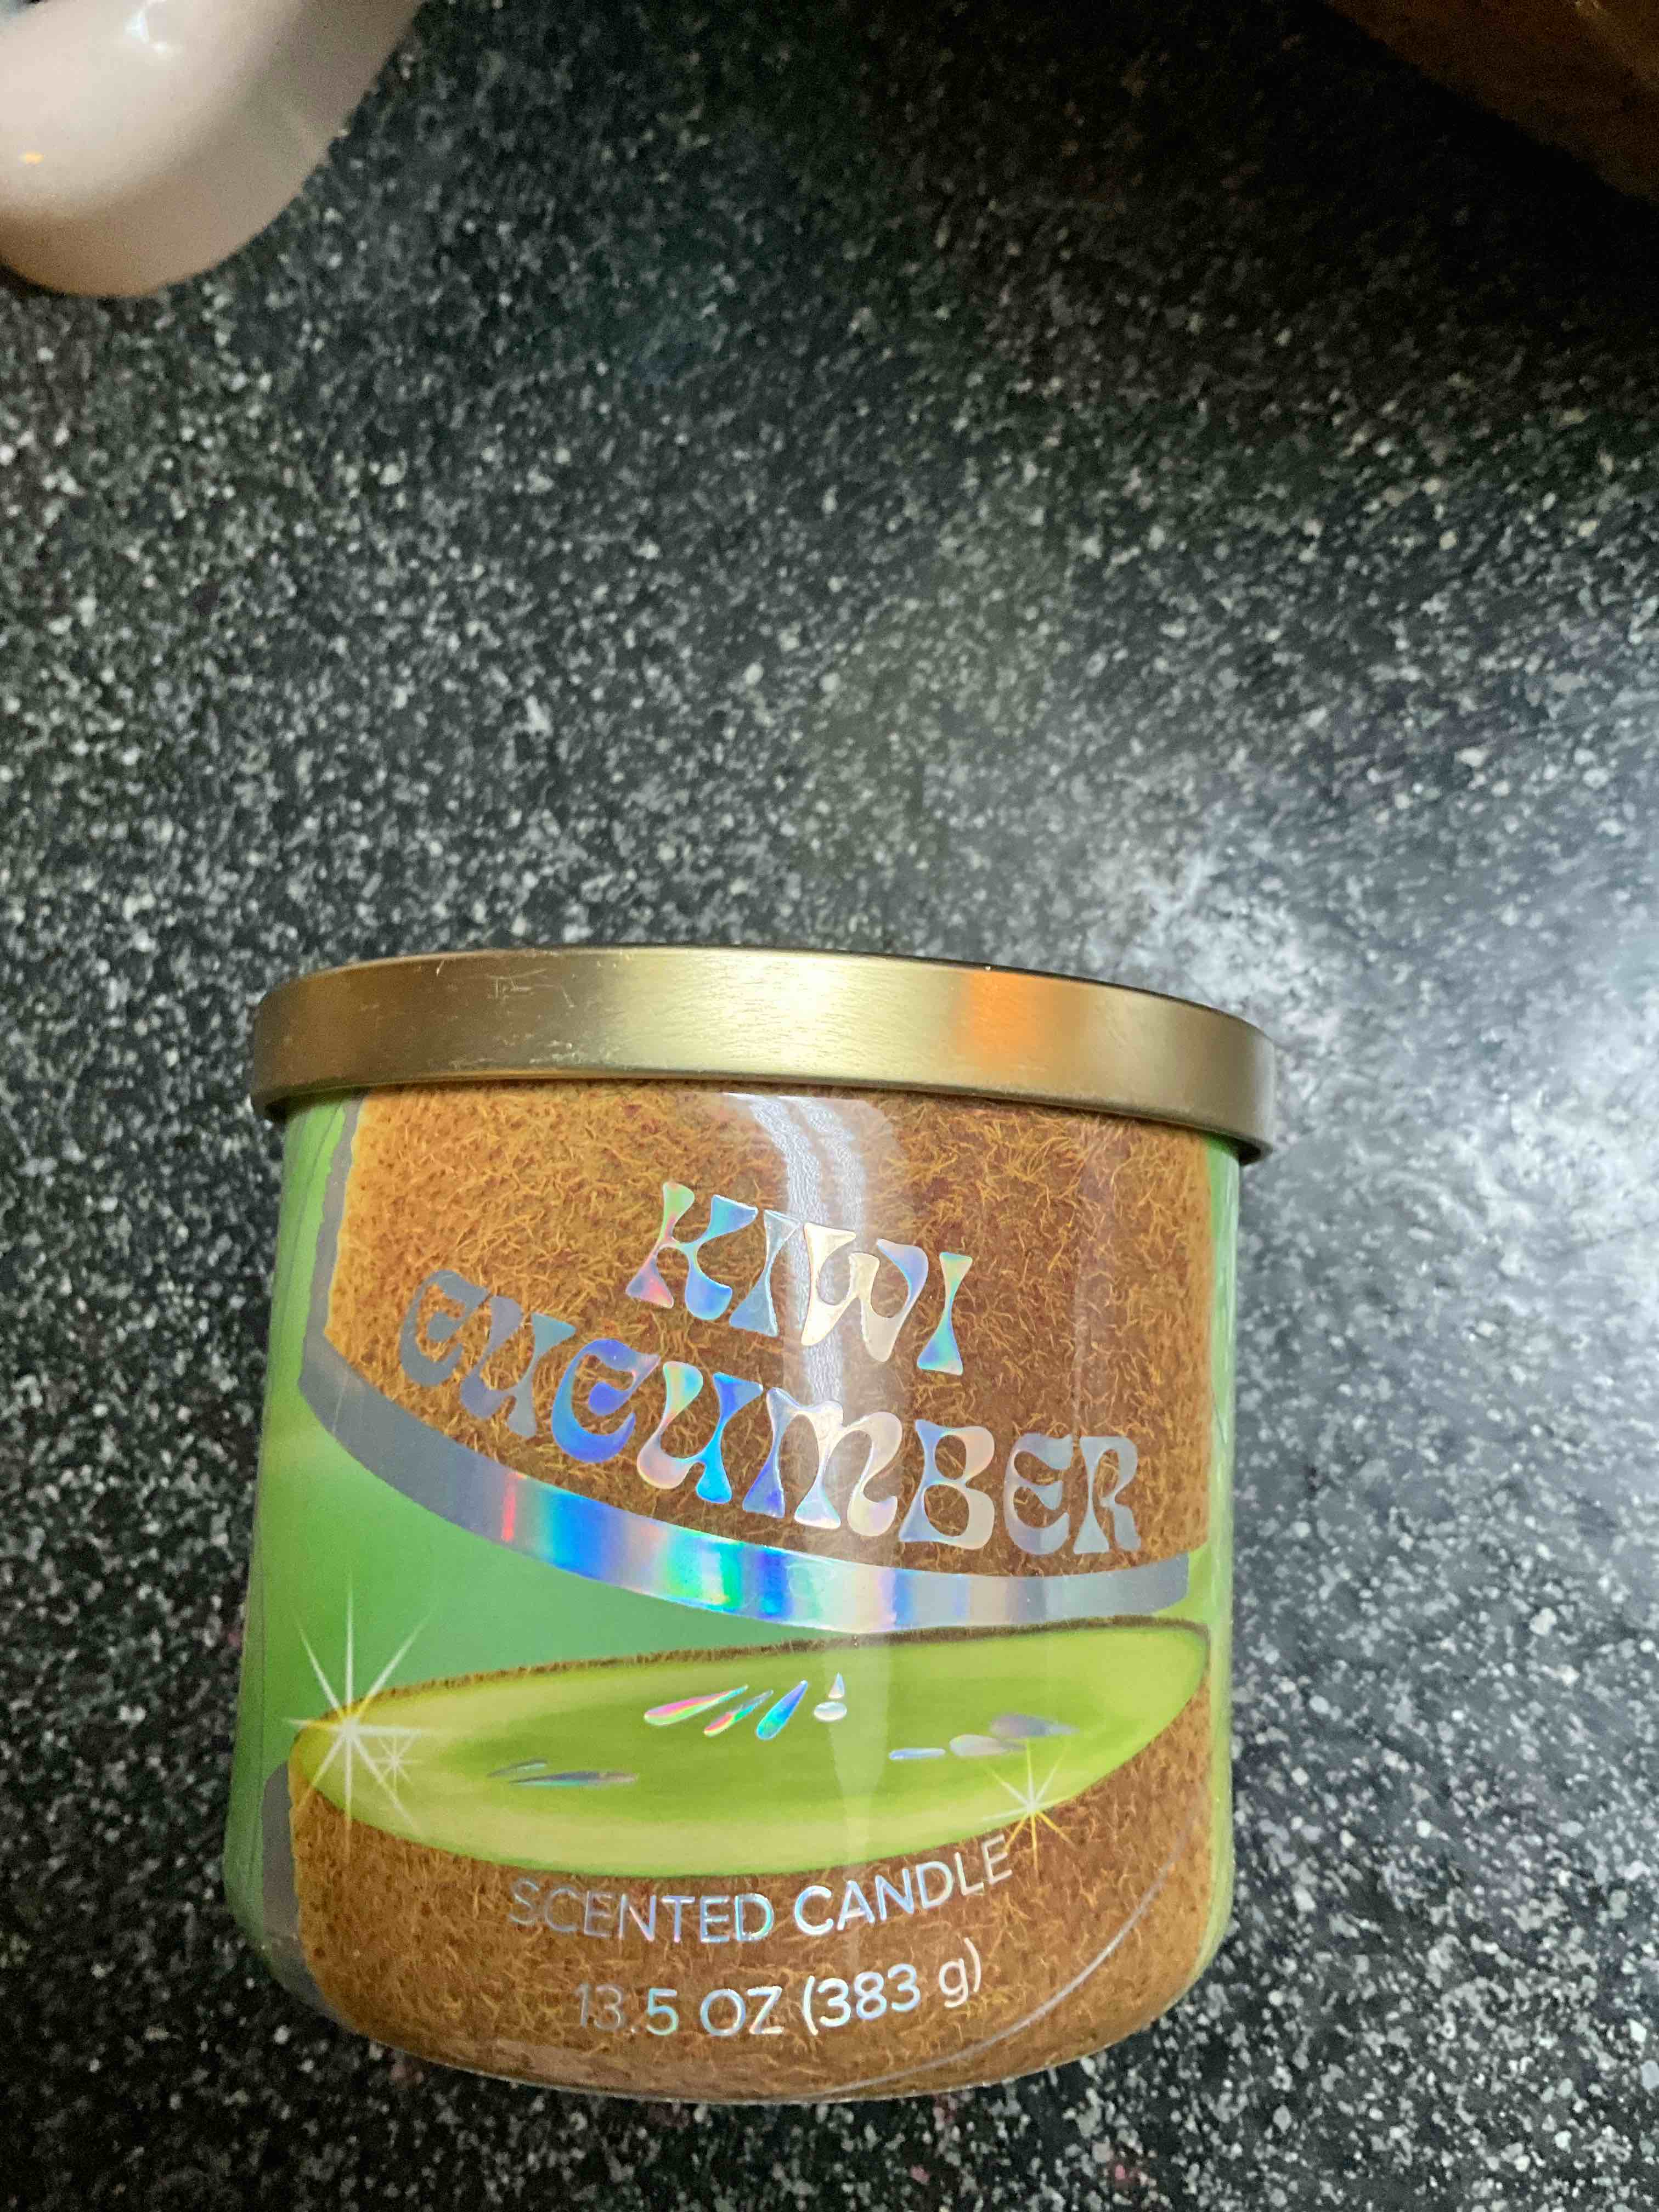 KIWI
CUCUMBER
SCENTED CANDLE
13.5 OZ (383 g)